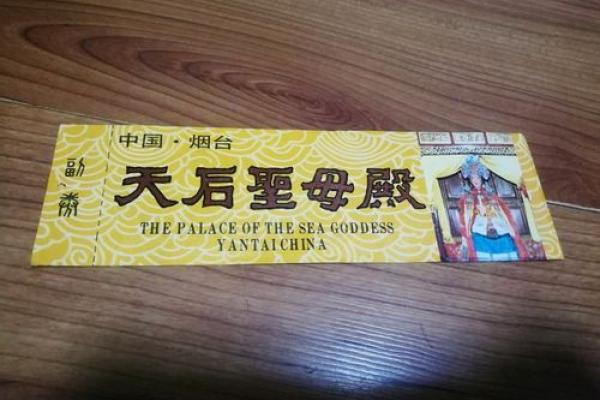 副券
中国·烟台
天后聖母殿
THE PALACE OF THE SEA GODDESS
YANTAI CHINA